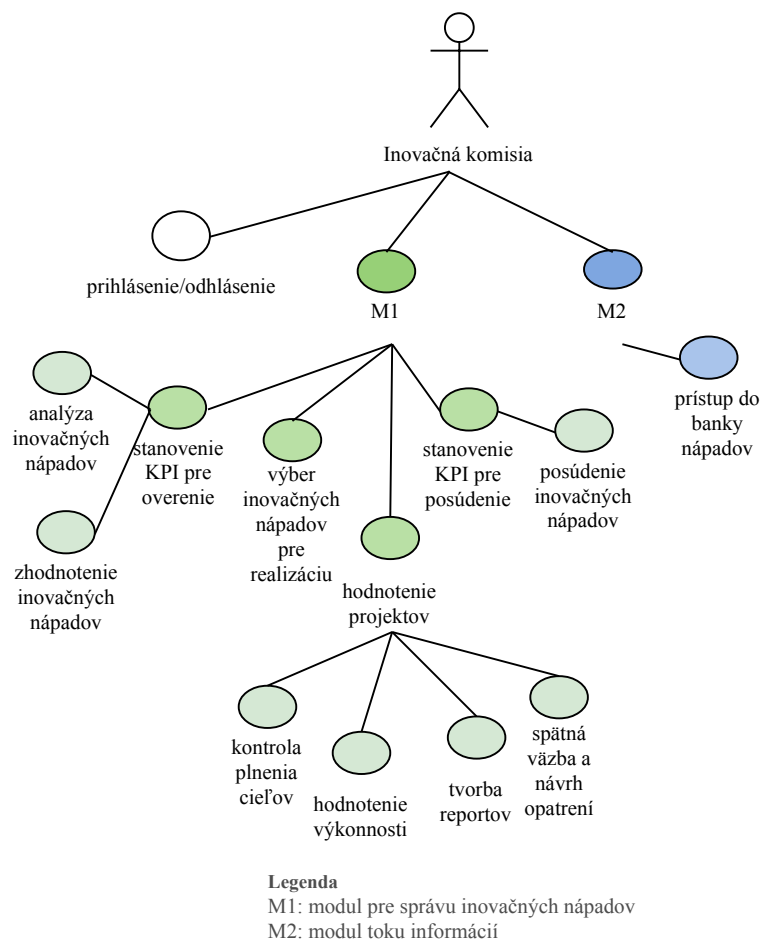 Inovačná komisia
prihlásenie/odhlásenie
M1
M2
analýza
inovačných
nápadov
stanovenie
KPI pre
overenie
výber
inovačných
nápadov
pre
realizáciu
stanovenie
KPI pre
posúdenie
posúdenie
inovačných
nápadov
prístup do
banky
nápadov
zhodnotenie
inovačných
nápadov
hodnotenie
projektov
kontrola
plnenia
cieľov
hodnotenie
výkonnosti
tvorba
reportov
spätná
väzba a
návrh
opatrení
Legenda
M1: modul pre správu inovačných nápadov
M2: modul toku informácií